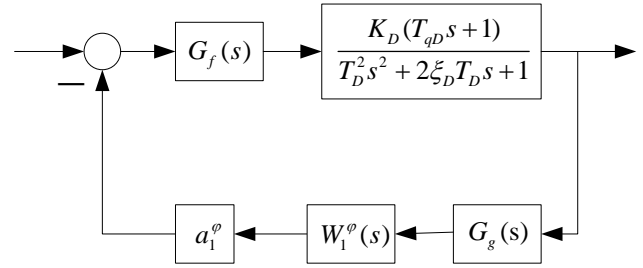 G_f(s)
K_D(T_{qD}s+1)
T_D^2s^2+2ξ_DT_Ds+1
−
a_1^φ
W_1^φ(s)
G_g(s)